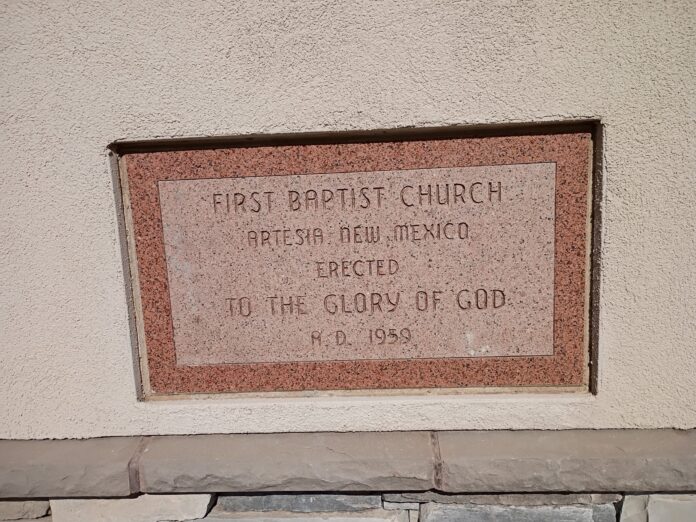 FIRST BAPTIST CHURCH
ARTESIA NEW MEXICO
ERECTED
TO THE GLORY OF GOD
A.D. 1959